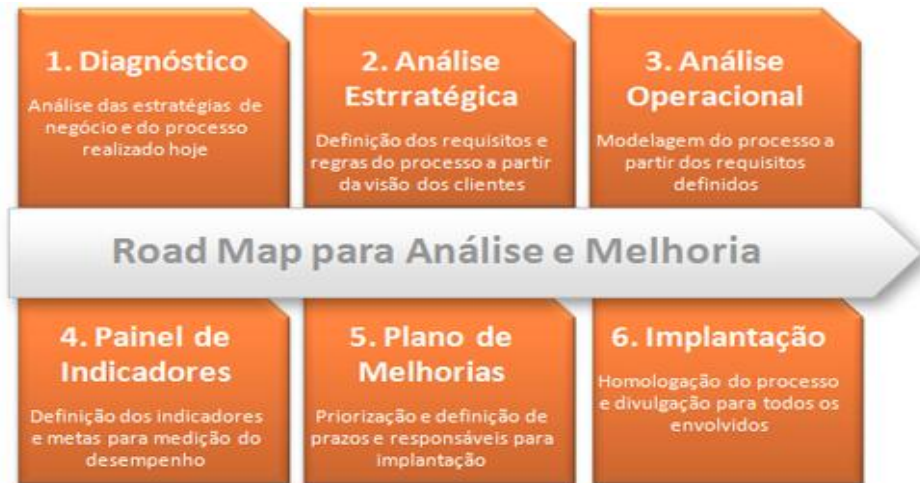 1. Diagnóstico
Análise das estratégias de
negócio e do processo
realizado hoje
2. Análise
Estrratégica
Definição dos requisitos e
regras do processo a partir
da visão dos clientes
3. Análise
Operacional
Modelagem do processo a
partir dos requisitos
definidos
Road Map para Análise e Melhoria
4. Painel de
Indicadores
Definição dos indicadores
e metas para medição do
desempenho
5. Plano de
Melhorias
Priorização e definição de
prazos e responsáveis para
implantação
6. Implantação
Homologação do processo
e divulgação para todos os
envolvidos